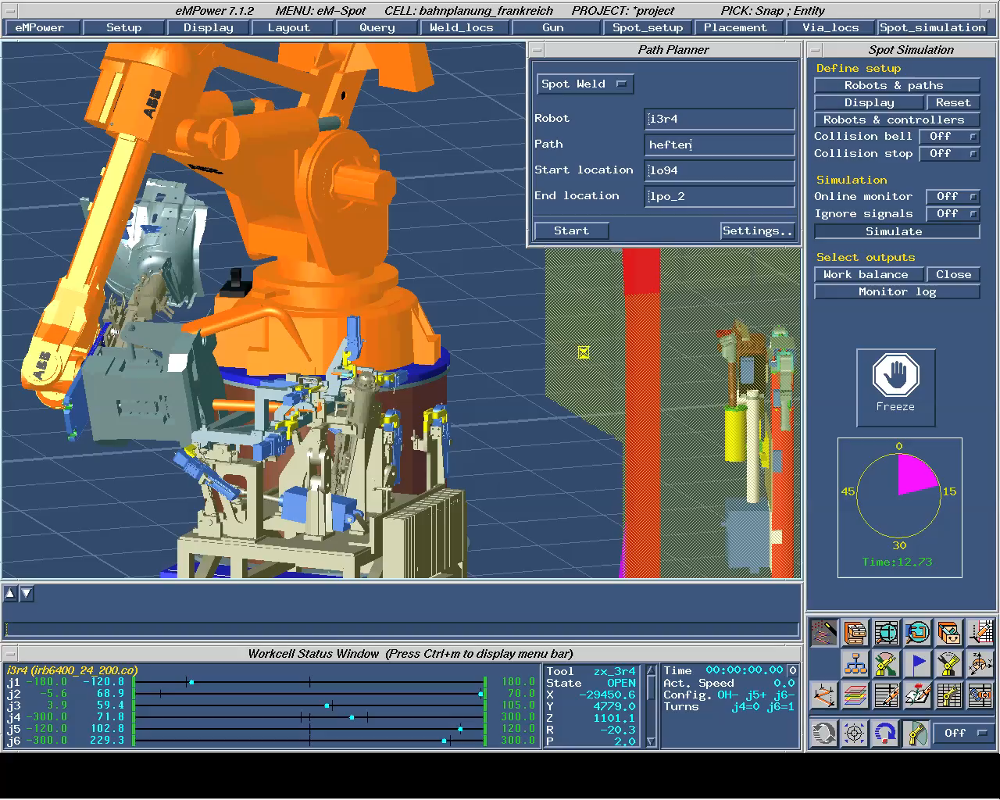 eMPower 7.1.2 MENU: eM-Spot CELL: bahnplanung_frankreich PROJECT: *project PICK: Snap ; Entity
eMPower Setup Display Layout Query Weld_locs Gun Spot_setup Placement Via_locs Spot_simulation
ABB
ABB
Path Planner
Spot Weld
Robot i3r4
Path heften
Start location lo94
End location lpo_2
Start Settings..
Spot Simulation
Define setup
Robots & paths
Display Reset
Robots & controllers
Collision bell Off
Collision stop Off
Simulation
Online monitor Off
Ignore signals Off
Simulate
Select outputs
Work balance Close
Monitor log
Freeze
0
45 15
30
Time:12.73
Workcell Status Window (Press Ctrl+m to display menu bar)
i3r4 (irb6400_24_200.co)
j1 -180.0 -120.8 180.0
j2 -5.6 68.9 70.0
j3 3.9 59.4 105.0
j4 -300.0 71.8 300.0
j5 -120.0 102.8 120.0
j6 -300.0 229.3 300.0
Tool zx_3r4
State OPEN
X -29450.6
Y 4779.0
Z 1101.1
R -20.3
P 2.0
Time 00:00:00.00 0
Act. Speed 0.0
Config. OH- j5+ j6-
Turns j4=0 j6=1
Off